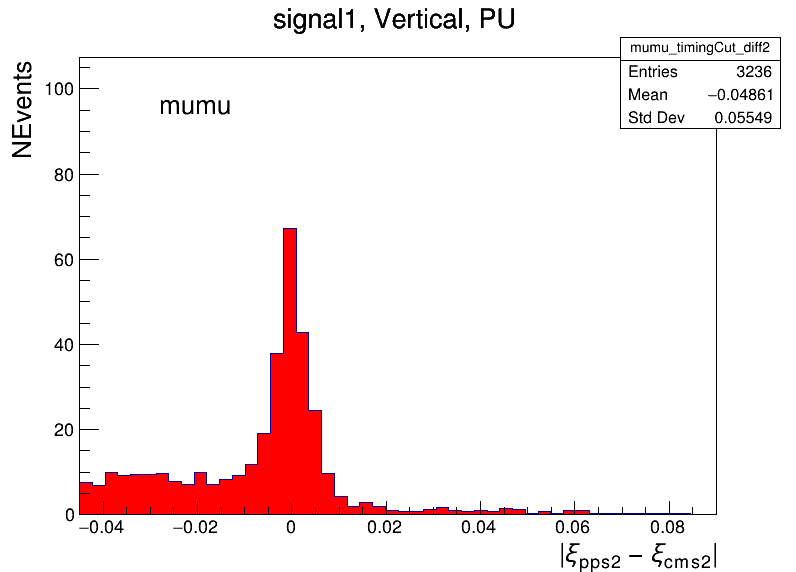 signal1, Vertical, PU
mumu_timingCut_diff2
Entries 3236
Mean −0.04861
Std Dev 0.05549
NEvents
mumu
100
80
60
40
20
0
−0.04 −0.02 0 0.02 0.04 0.06 0.08
|ξpps2 − ξcms2|